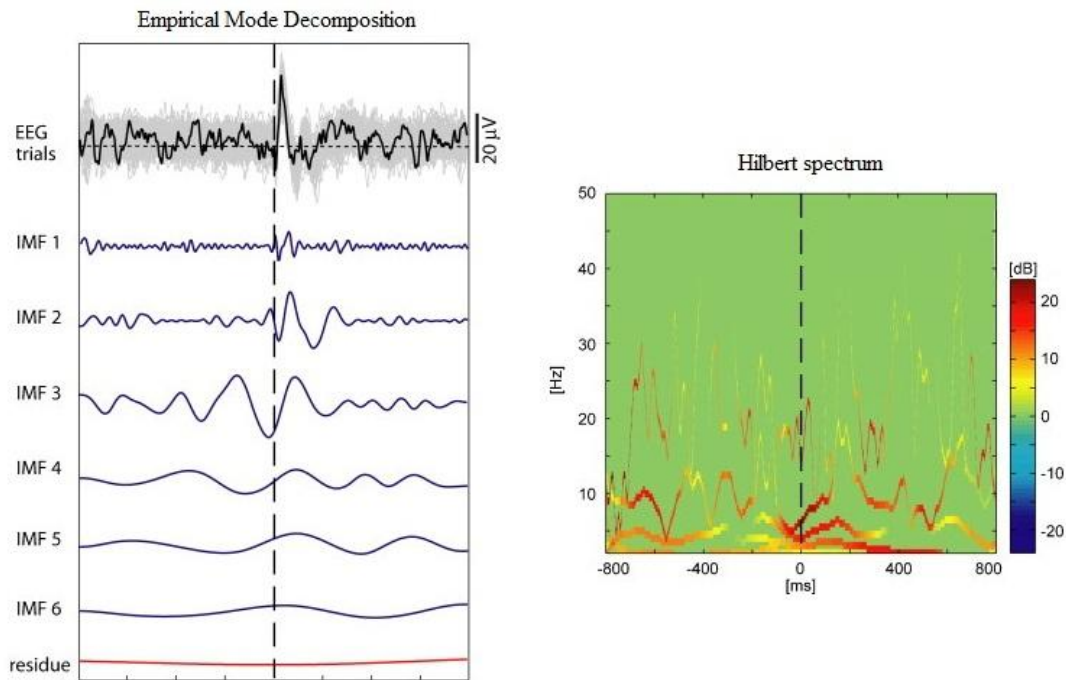 Empirical Mode Decomposition
EEG
trials
20 µV
IMF 1
IMF 2
IMF 3
IMF 4
IMF 5
IMF 6
residue
Hilbert spectrum
50
40
30
20
10
[Hz]
-800
-400
0
400
800
[ms]
[dB]
20
10
0
-10
-20